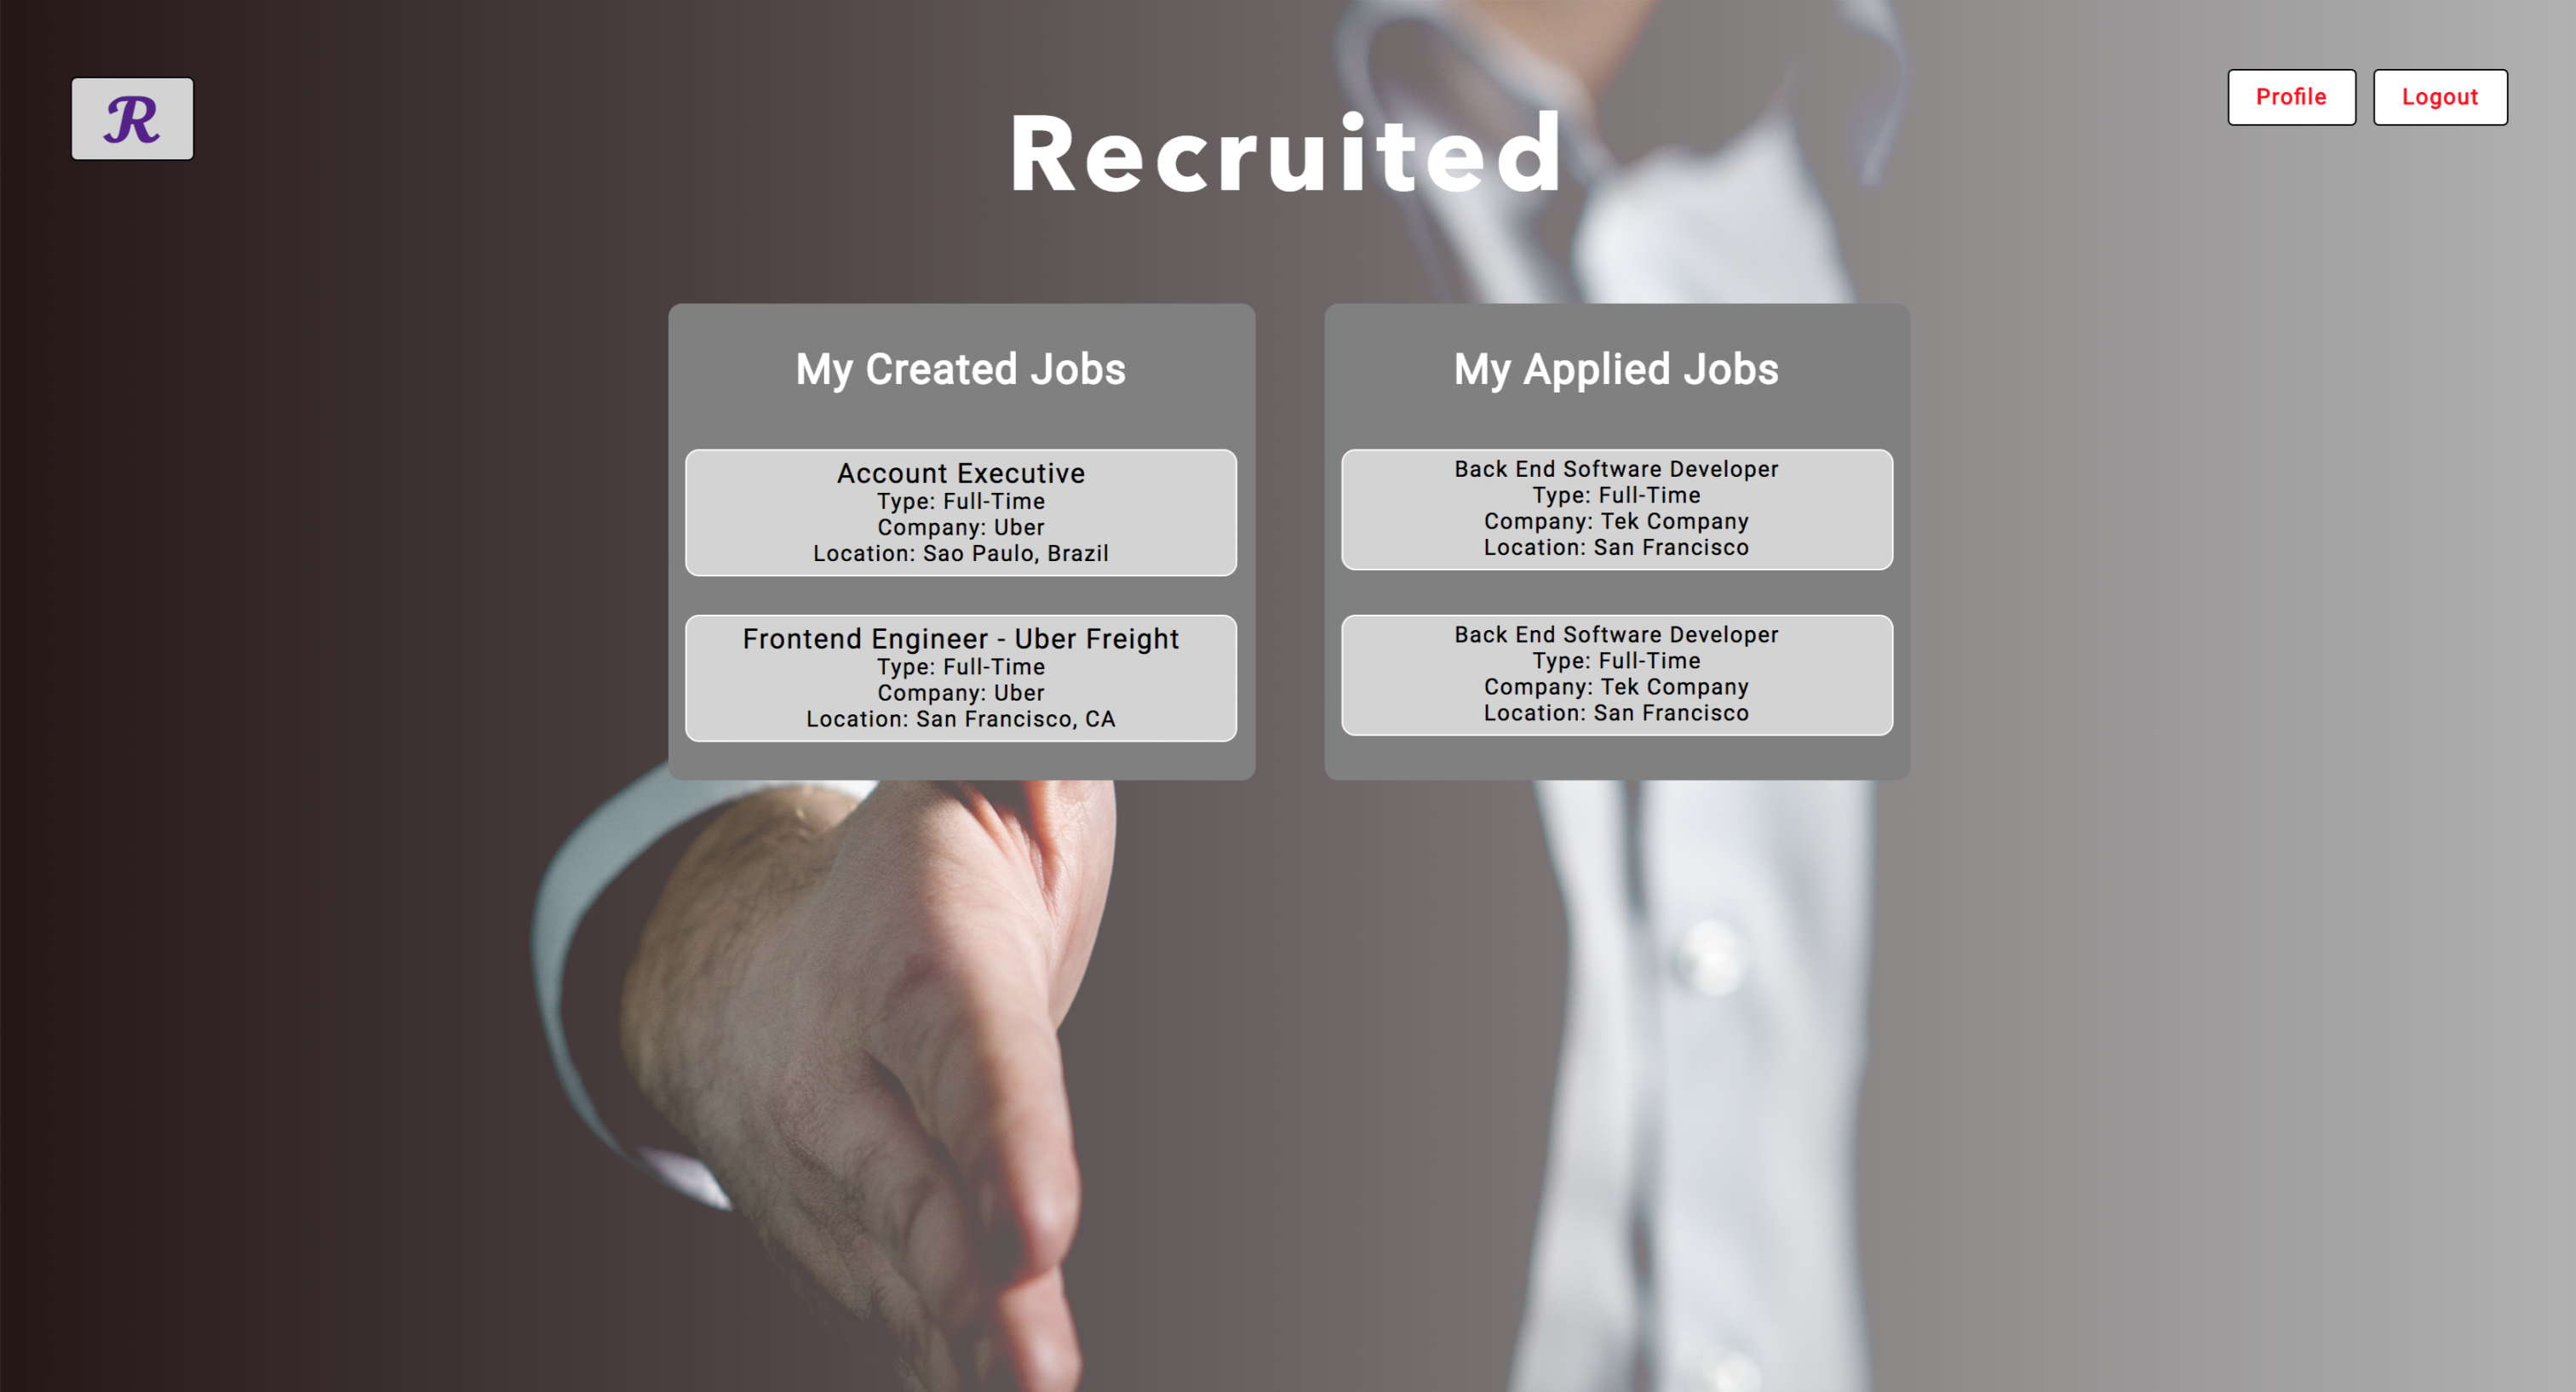 R
Profile
Logout
Recruited
My Created Jobs
Account Executive
Type: Full-Time
Company: Uber
Location: Sao Paulo, Brazil
Frontend Engineer - Uber Freight
Type: Full-Time
Company: Uber
Location: San Francisco, CA
My Applied Jobs
Back End Software Developer
Type: Full-Time
Company: Tek Company
Location: San Francisco
Back End Software Developer
Type: Full-Time
Company: Tek Company
Location: San Francisco